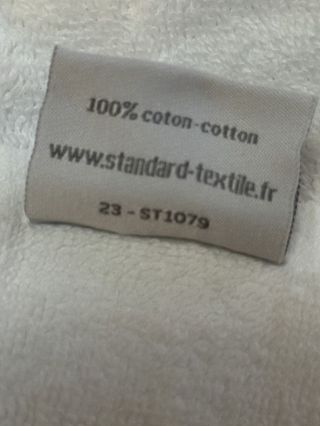 100% coton-cotton
www.standard-textile.fr
23 - ST1079